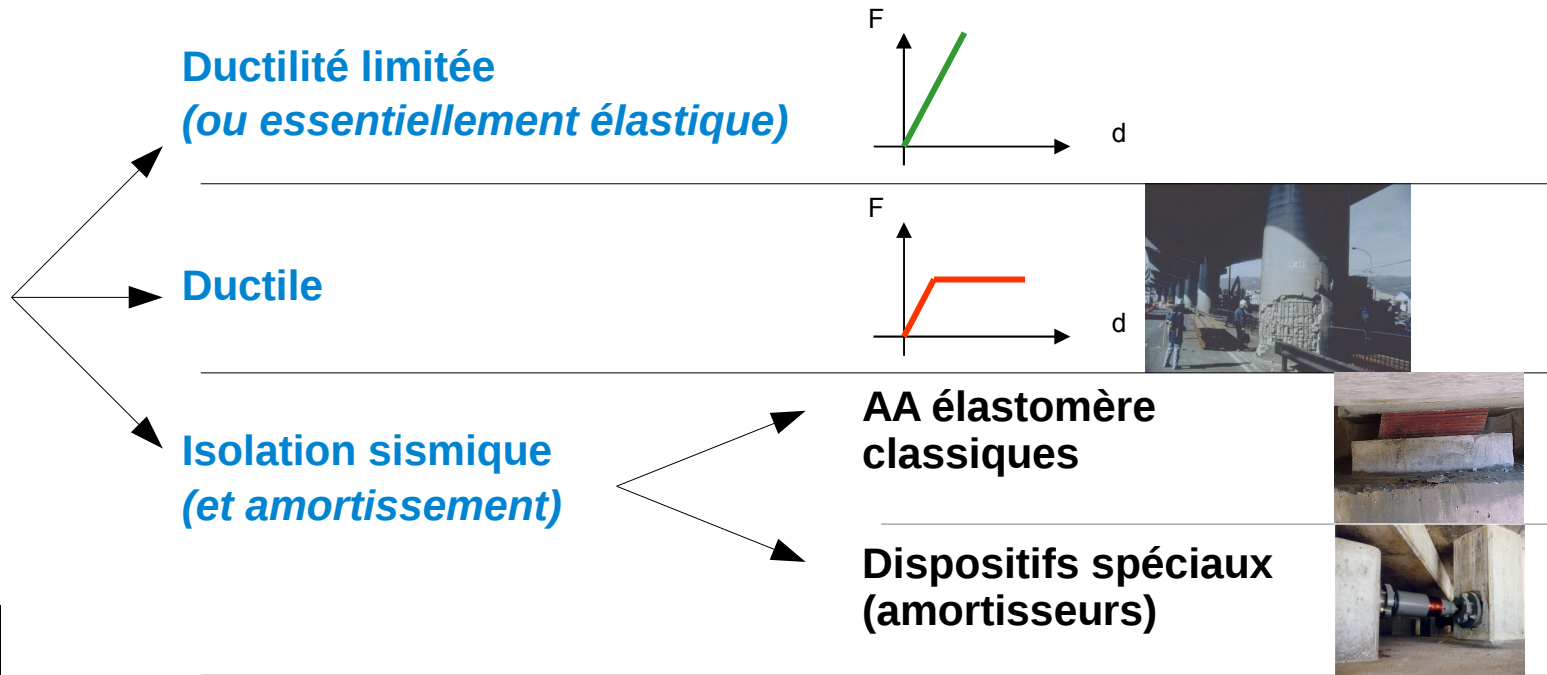 F
Ductilité limitée
(ou essentiellement élastique)
d
F
Ductile
d
AA élastomère
classiques
Isolation sismique
(et amortissement)
Dispositifs spéciaux
(amortisseurs)